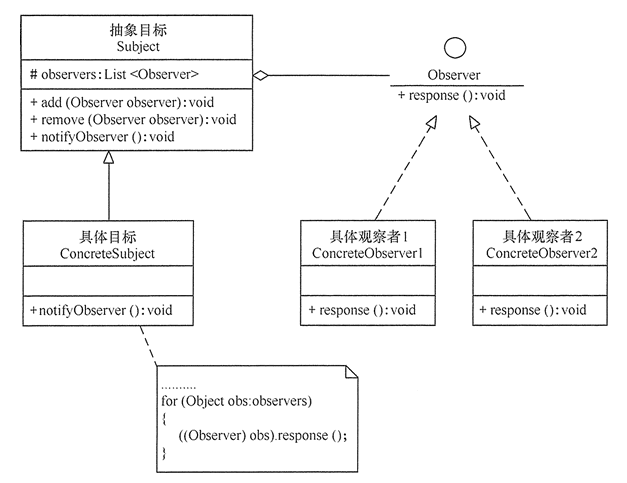 抽象目标
Subject
# observers:List <Observer>
+ add (Observer observer):void
+ remove (Observer observer):void
+ notifyObserver ():void
Observer
+ response ():void
具体目标
ConcreteSubject
+notifyObserver ():void
具体观察者1
ConcreteObserver1
+ response ():void
具体观察者2
ConcreteObserver2
+ response ():void
..........
for (Object obs:observers)
{
((Observer) obs).response ();
}